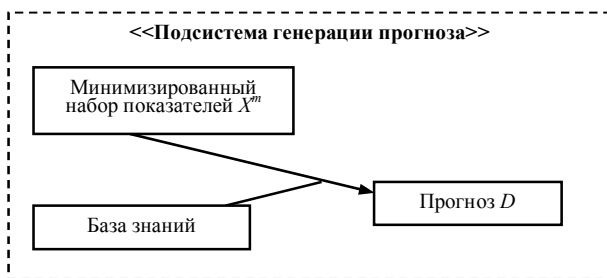 <<Подсистема генерации прогноза>>
Минимизированный
набор показателей X^m
Прогноз D
База знаний